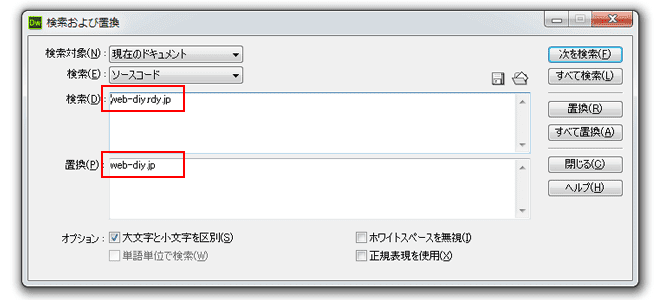 Dw 検索および置換
検索対象(N): 現在のドキュメント 次を検索(F)
検索(E): ソースコード すべて検索(L)
検索(D): web-diy.rdy.jp
置換(R)
すべて置換(A)
置換(P): web-diy.jp 閉じる(C)
ヘルプ(H)
オプション: 大文字と小文字を区別(S) ホワイトスペースを無視(I)
単語単位で検索(W) 正規表現を使用(X)